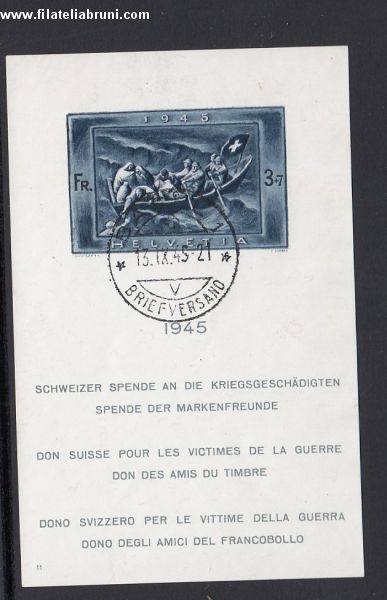 www.filateliabruni.com
1945
FR. 3+7
HELVETIA
13.IX.45-21
V
BRIEFVERSAND
1945
SCHWEIZER SPENDE AN DIE KRIEGSGESCHÄDIGTEN
SPENDE DER MARKENFREUNDE
DON SUISSE POUR LES VICTIMES DE LA GUERRE
DON DES AMIS DU TIMBRE
DONO SVIZZERO PER LE VITTIME DELLA GUERRA
DONO DEGLI AMICI DEL FRANCOBOLLO
11